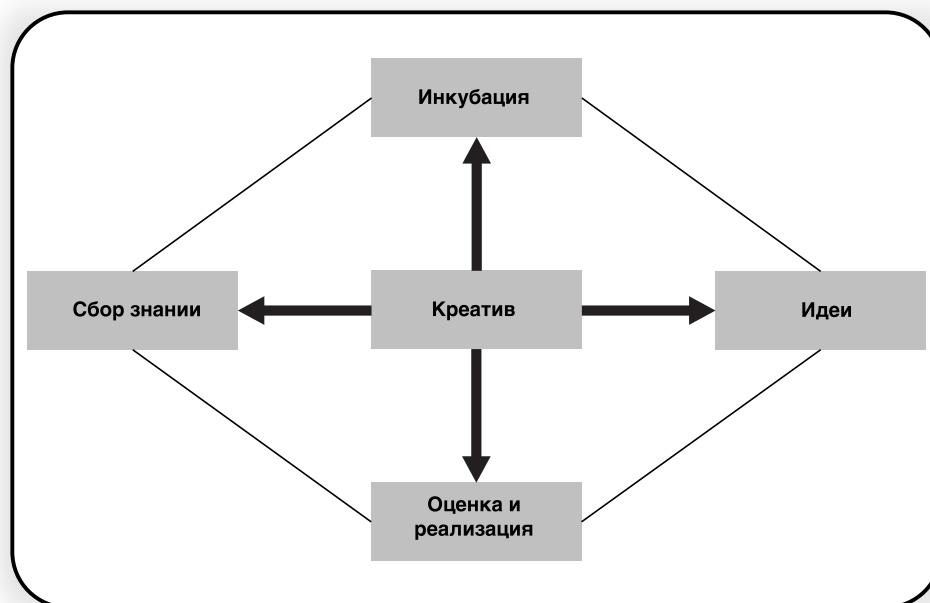 Инкубация
Сбор знании
Креатив
Идеи
Оценка и
реализация